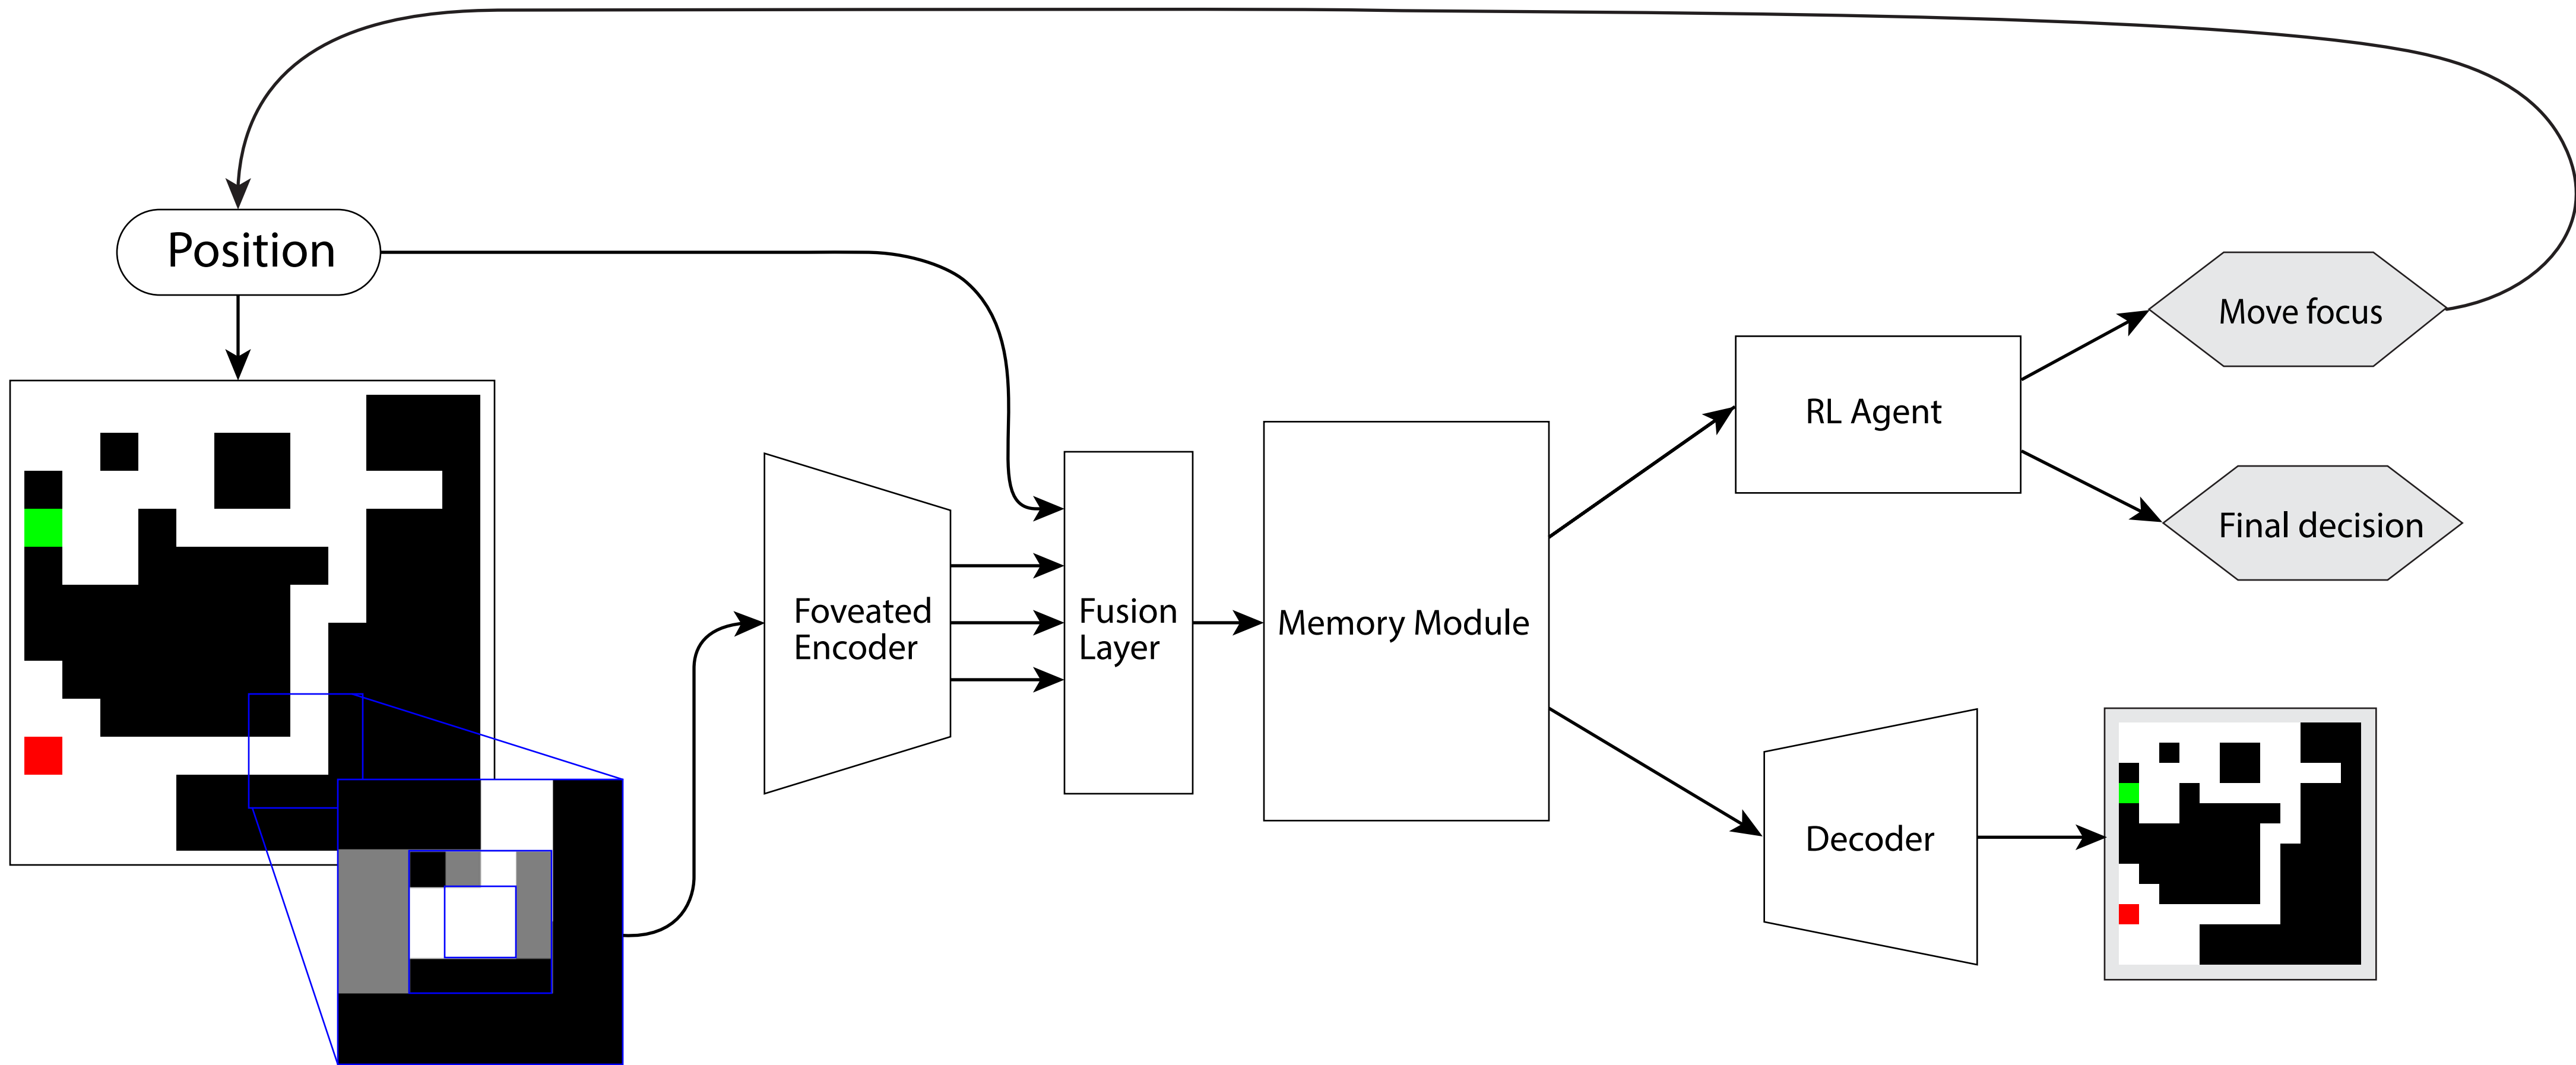 Position
Move focus
RL Agent
Final decision
Foveated
Encoder
Fusion
Layer
Memory Module
Decoder